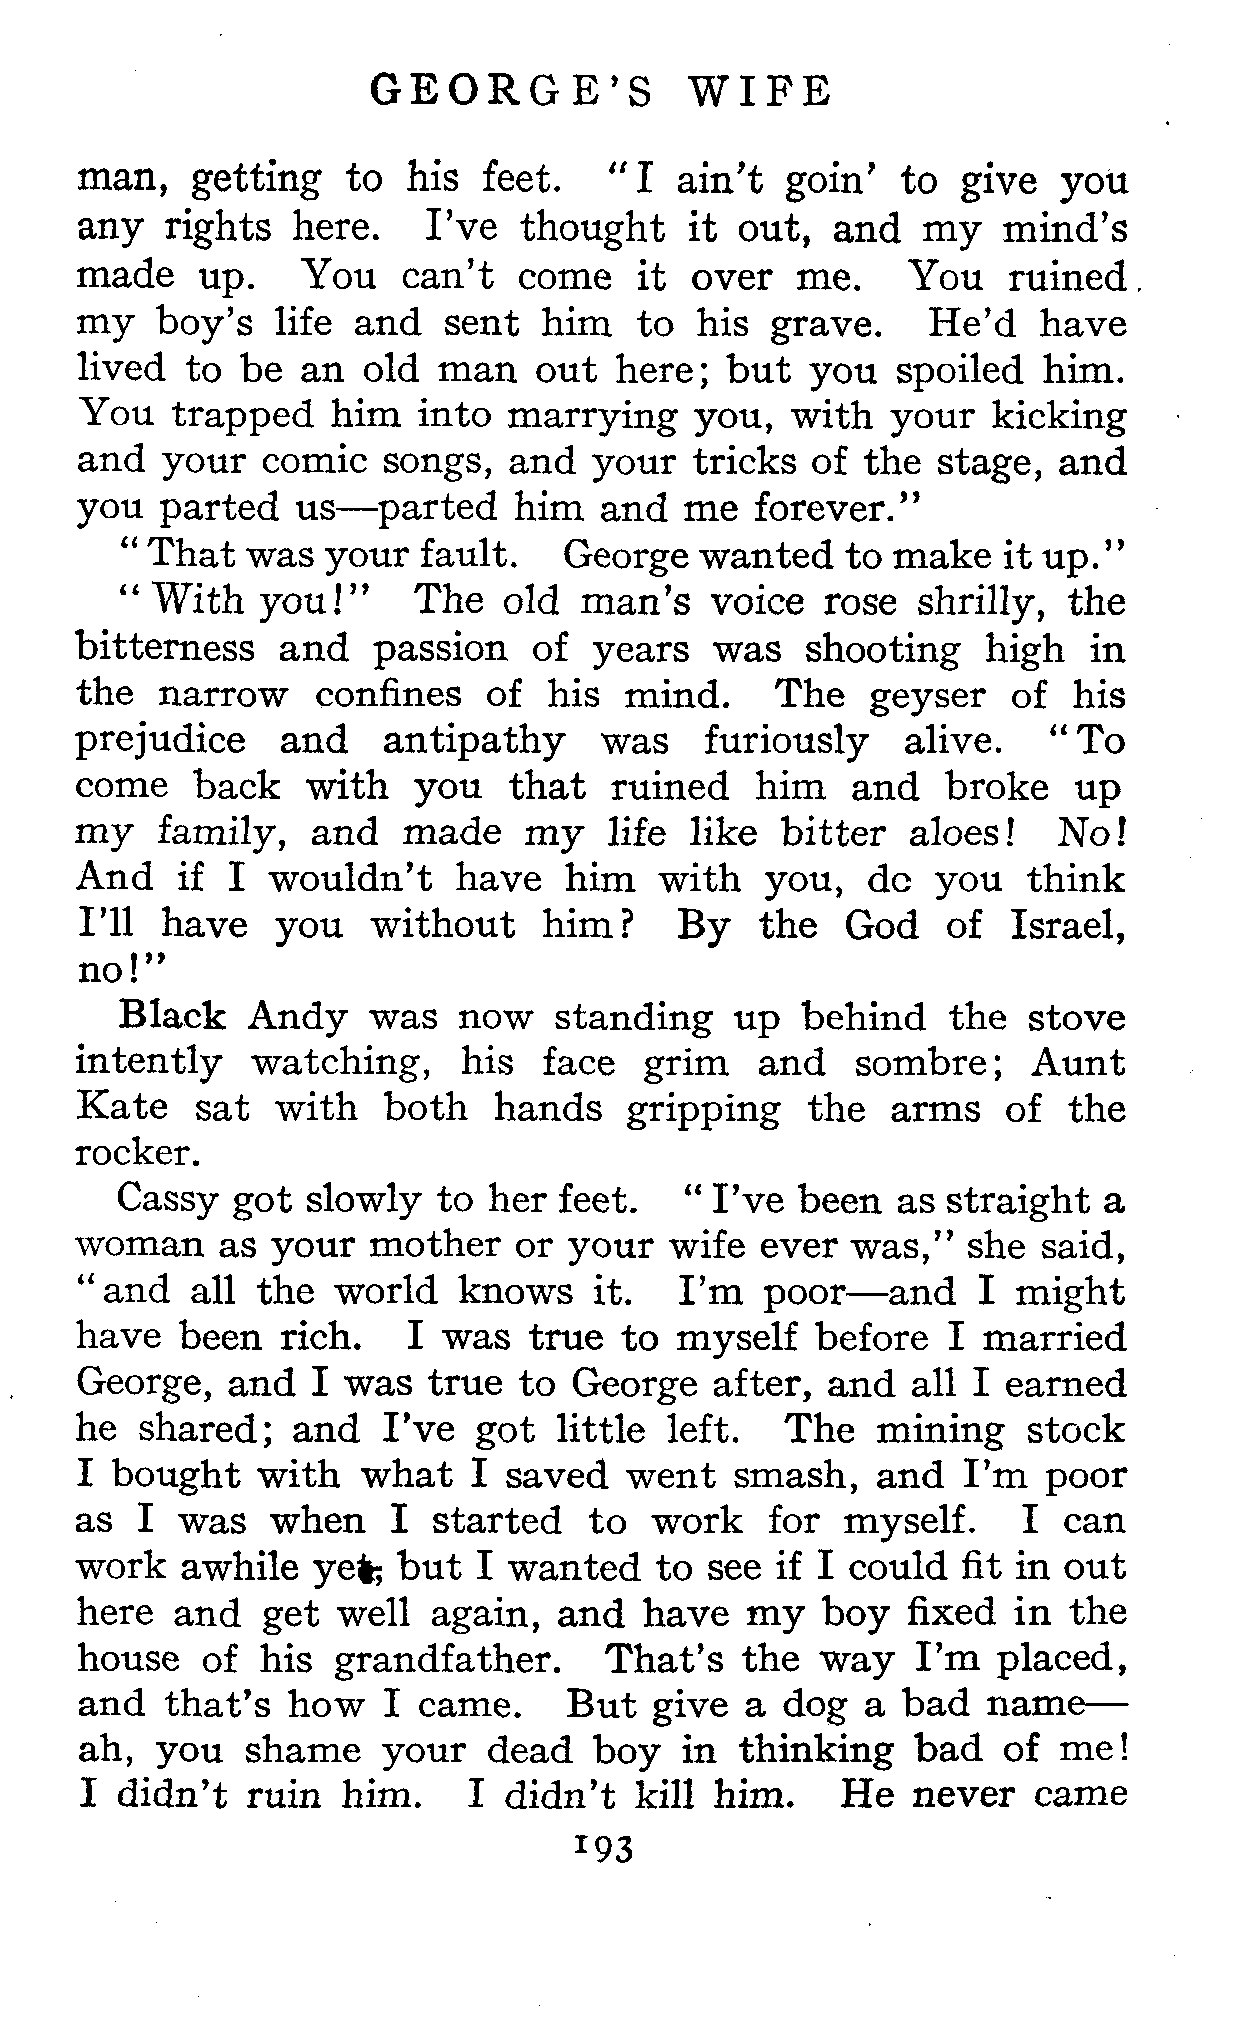 GEORGE'S WIFE
man, getting to his feet. "I ain't goin' to give you
any rights here. I've thought it out, and my mind's
made up. You can't come it over me. You ruined
my boy's life and sent him to his grave. He'd have
lived to be an old man out here; but you spoiled him.
You trapped him into marrying you, with your kicking
and your comic songs, and your tricks of the stage, and
you parted us—parted him and me forever."
"That was your fault. George wanted to make it up."
"With you!" The old man's voice rose shrilly, the
bitterness and passion of years was shooting high in
the narrow confines of his mind. The geyser of his
prejudice and antipathy was furiously alive. "To
come back with you that ruined him and broke up
my family, and made my life like bitter aloes! No!
And if I wouldn't have him with you, dc you think
I'll have you without him? By the God of Israel,
no!"
Black Andy was now standing up behind the stove
intently watching, his face grim and sombre; Aunt
Kate sat with both hands gripping the arms of the
rocker.
Cassy got slowly to her feet. "I've been as straight a
woman as your mother or your wife ever was," she said,
"and all the world knows it. I'm poor—and I might
have been rich. I was true to myself before I married
George, and I was true to George after, and all I earned
he shared; and I've got little left. The mining stock
I bought with what I saved went smash, and I'm poor
as I was when I started to work for myself. I can
work awhile yet; but I wanted to see if I could fit in out
here and get well again, and have my boy fixed in the
house of his grandfather. That's the way I'm placed,
and that's how I came. But give a dog a bad name—
ah, you shame your dead boy in thinking bad of me!
I didn't ruin him. I didn't kill him. He never came
193